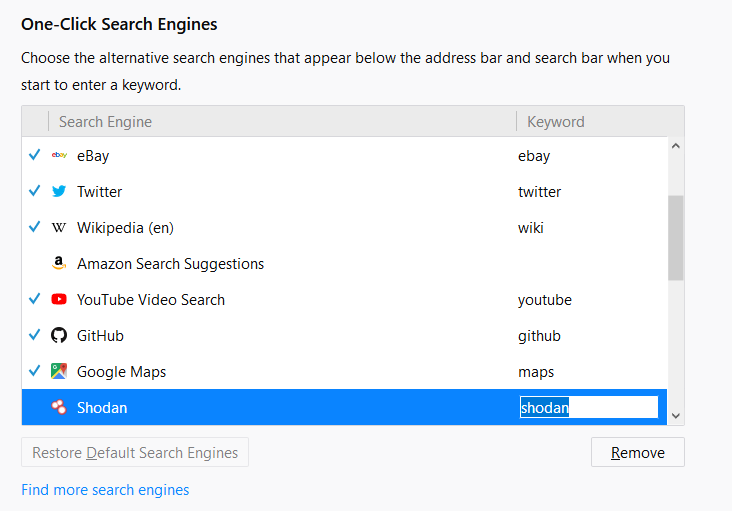 One-Click Search Engines
Choose the alternative search engines that appear below the address bar and search bar when you
start to enter a keyword.
Search Engine Keyword
ebay eBay ebay
Twitter twitter
W Wikipedia (en) wiki
a Amazon Search Suggestions
YouTube Video Search youtube
GitHub github
Google Maps maps
Shodan shodan
Restore Default Search Engines Remove
Find more search engines